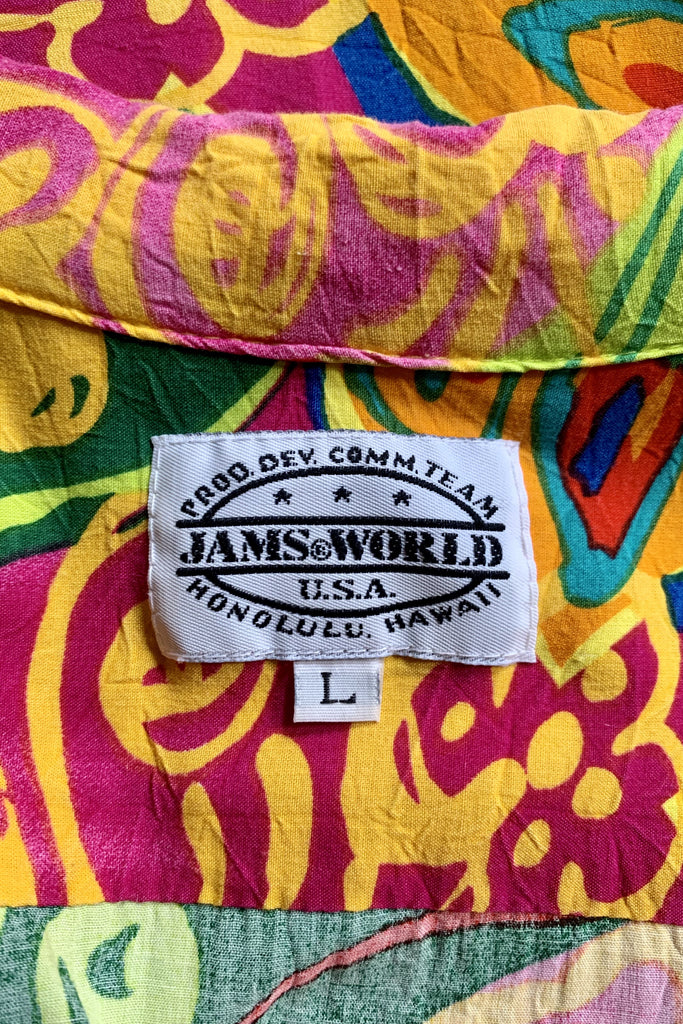 PROD. DEV. COMM. TEAM
JAMS®WORLD
U.S.A.
HONOLULU. HAWAII
L